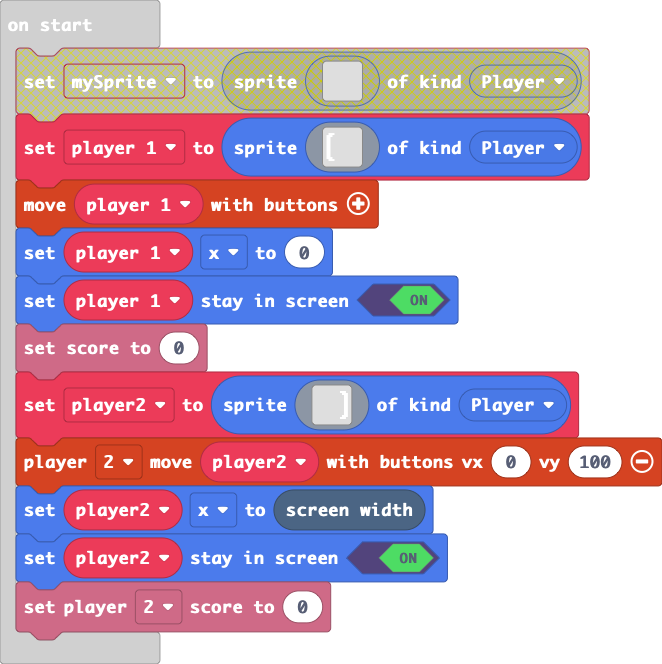 on start
set mySprite to sprite of kind Player
set player 1 to sprite of kind Player
move player 1 with buttons
set player 1 x to 0
set player 1 stay in screen ON
set score to 0
set player2 to sprite of kind Player
player 2 move player2 with buttons vx 0 vy 100
set player2 x to screen width
set player2 stay in screen ON
set player 2 score to 0